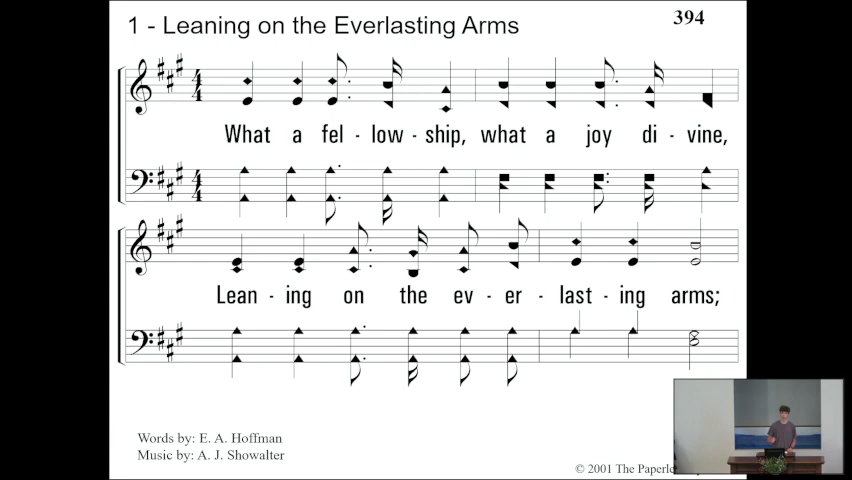 1 - Leaning on the Everlasting Arms
394
What a fel - low - ship, what a joy di - vine,
Lean - ing on the ev - er - last - ing arms;
Words by: E. A. Hoffman
Music by: A. J. Showalter
© 2001 The